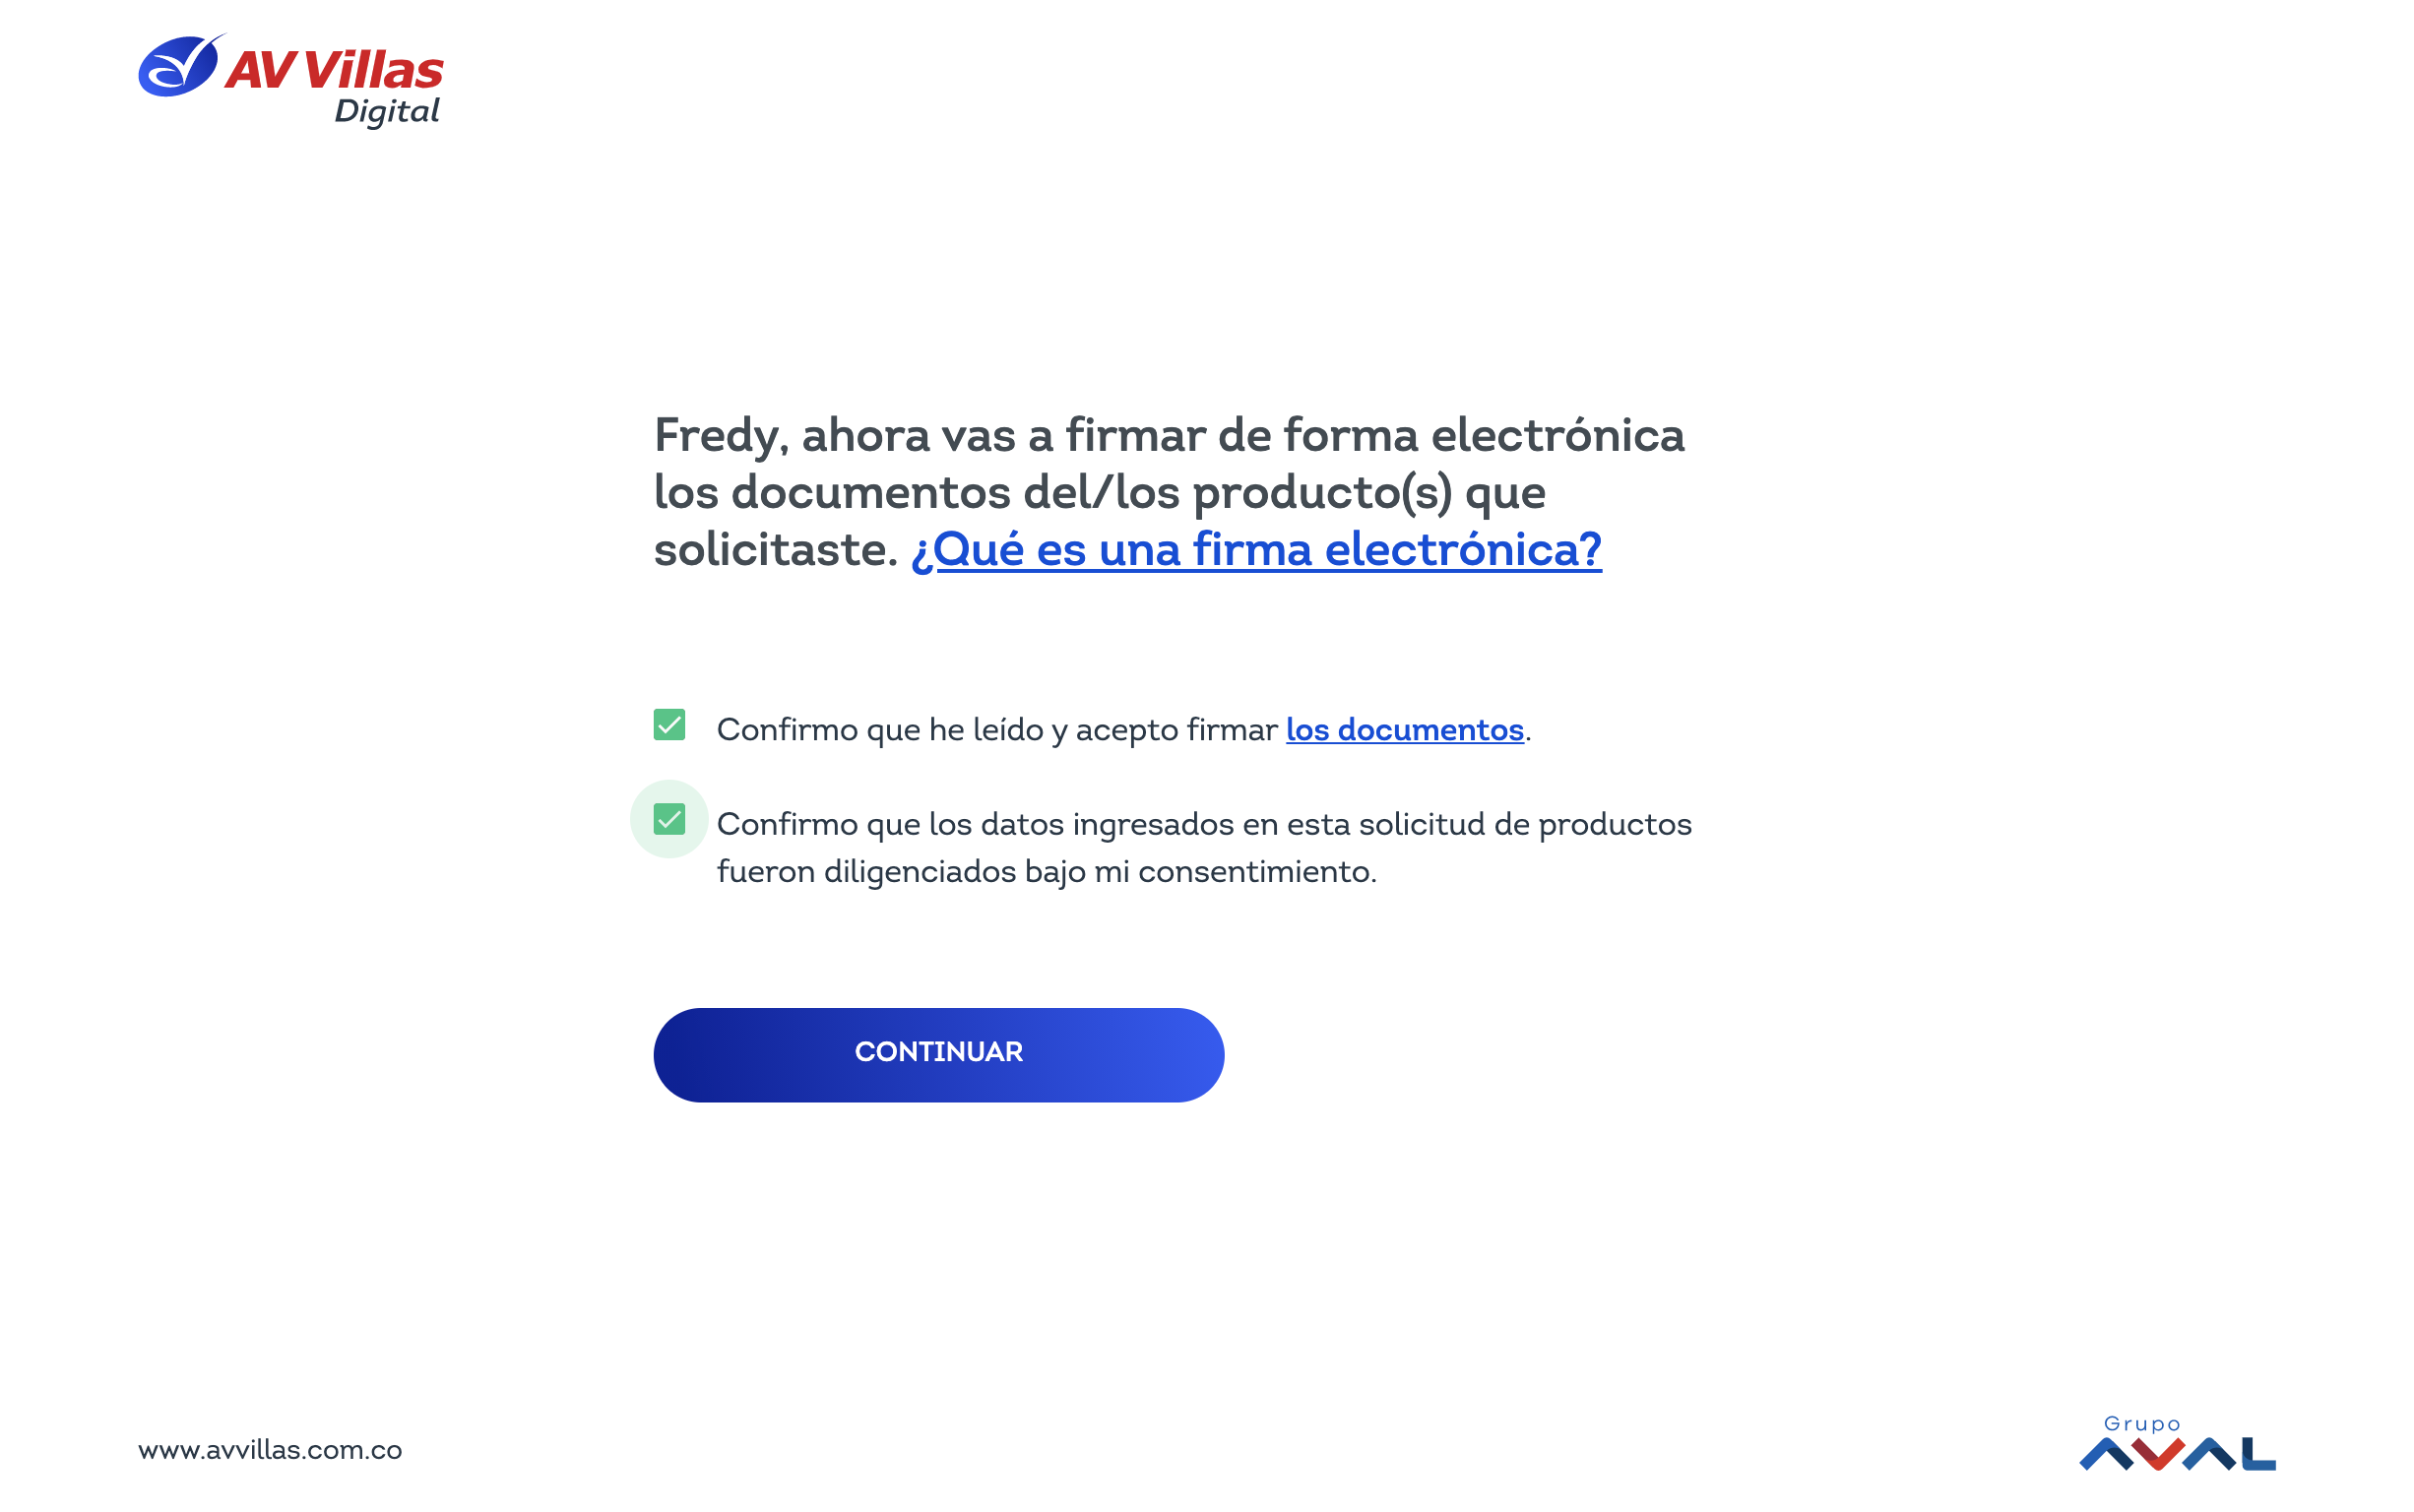 AV Villas
Digital
Fredy, ahora vas a firmar de forma electrónica
los documentos del/los producto(s) que
solicitaste. ¿Qué es una firma electrónica?
Confirmo que he leído y acepto firmar los documentos.
Confirmo que los datos ingresados en esta solicitud de productos
fueron diligenciados bajo mi consentimiento.
CONTINUAR
www.avvillas.com.co
Grupo
AVAL